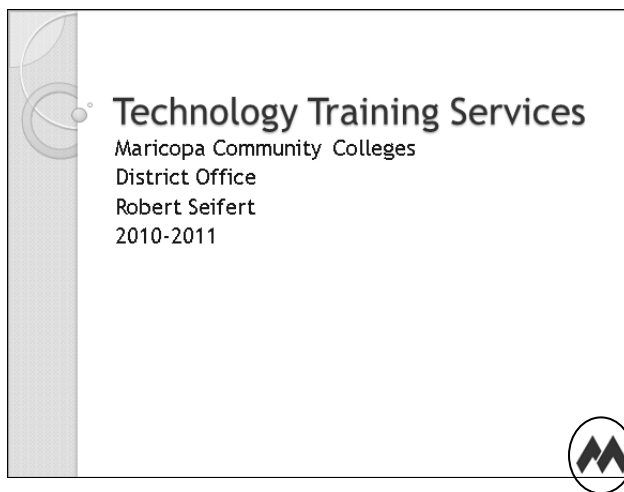 Technology Training Services
Maricopa Community Colleges
District Office
Robert Seifert
2010-2011